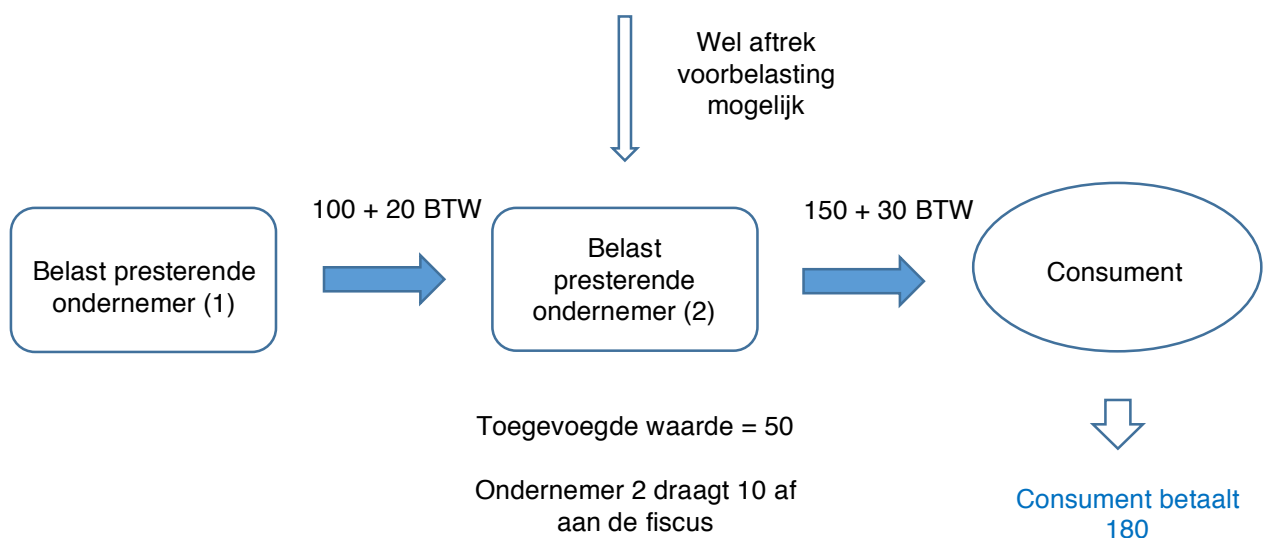 Wel aftrek
voorbelasting
mogelijk
100 + 20 BTW
150 + 30 BTW
Belast presterende
ondernemer (1)
Belast
presterende
ondernemer (2)
Consument
Toegevoegde waarde = 50
Ondernemer 2 draagt 10 af
aan de fiscus
Consument betaalt
180